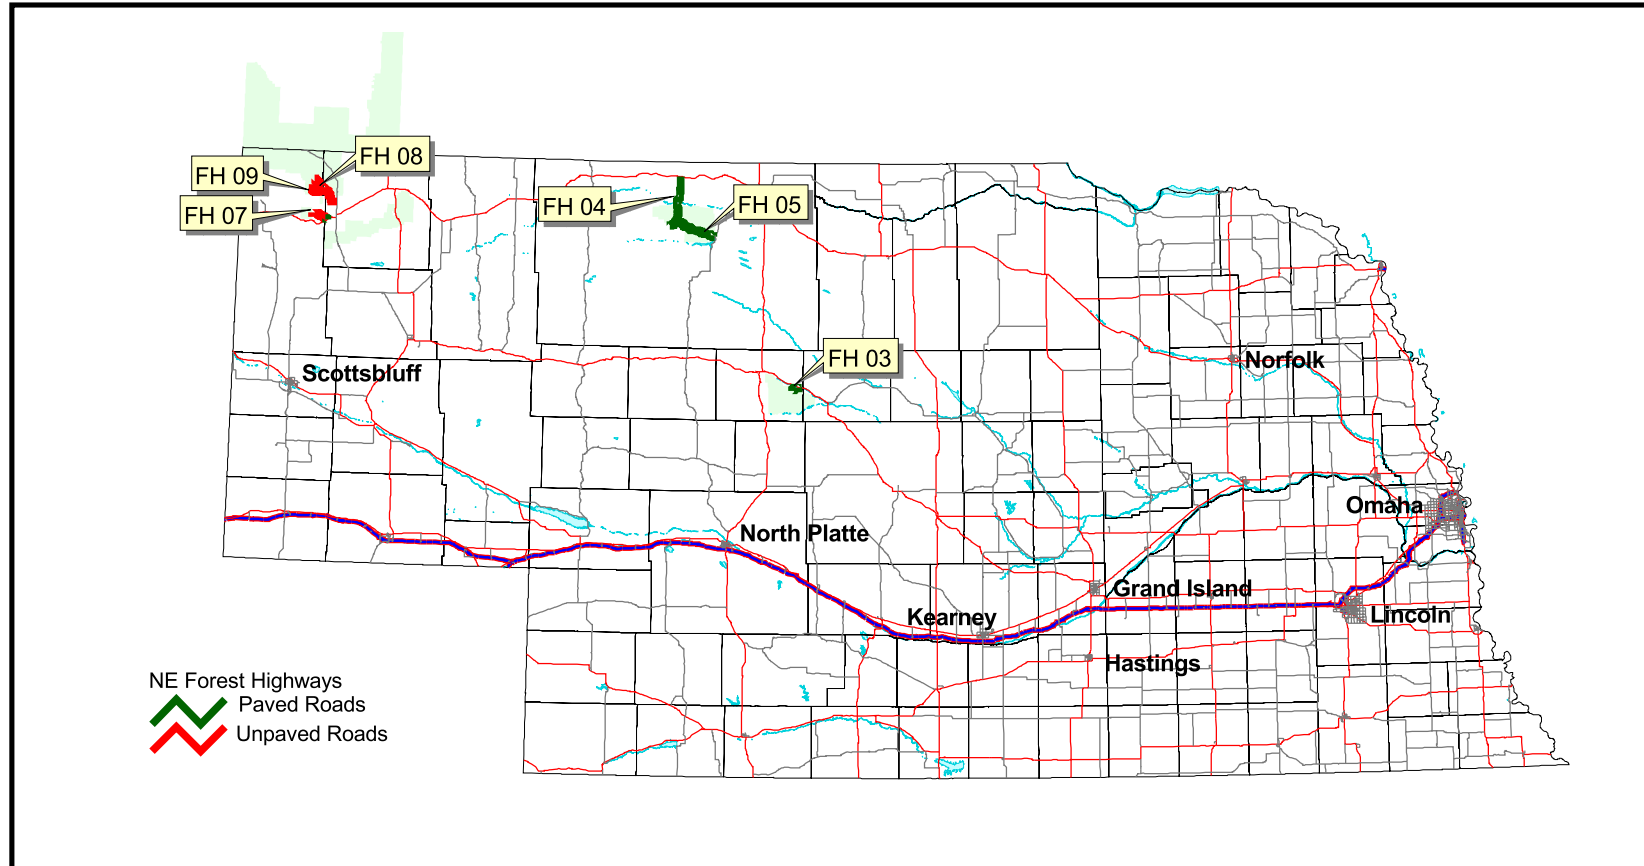 FH 08
FH 09
FH 07
FH 04
FH 05
FH 03
Norfolk
Scottsbluff
Omaha
North Platte
Grand Island
Kearney
Lincoln
Hastings
NE Forest Highways
Paved Roads
Unpaved Roads